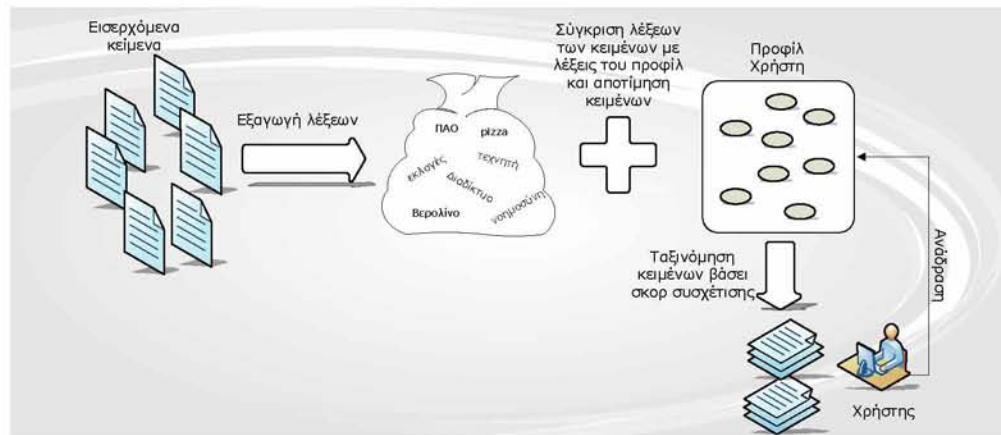 Εισερχόμενα
κείμενα
Εξαγωγή λέξεων
ΠΑΟ
pizza
εκλογές
τεχνητή
Διαδίκτυο
Βερολίνο
νοημοσύνη
Σύγκριση λέξεων
των κειμένων με
λέξεις του προφίλ
και αποτίμηση
κειμένων
Προφίλ
Χρήστη
Ταξινόμηση
κειμένων βάσει
σκορ συσχέτισης
Ανάδραση
Χρήστης